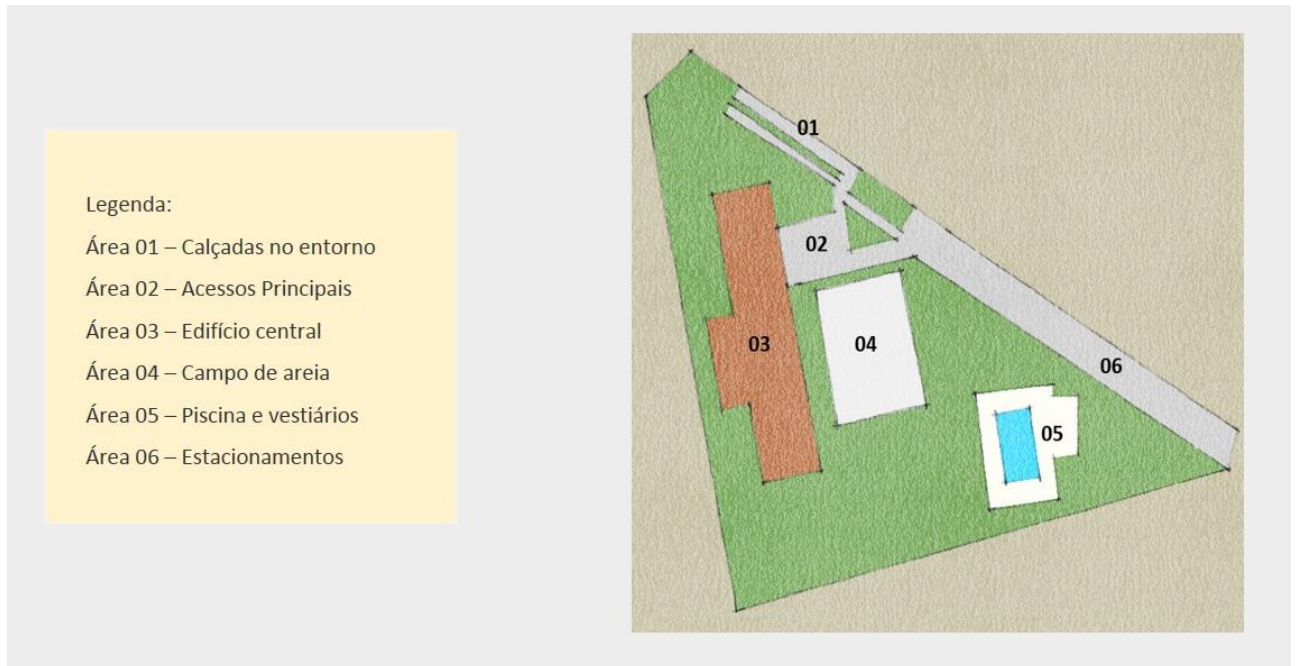 Legenda:
Área 01 – Calçadas no entorno
Área 02 – Acessos Principais
Área 03 – Edifício central
Área 04 – Campo de areia
Área 05 – Piscina e vestiários
Área 06 – Estacionamentos
01
02
03
04
06
05